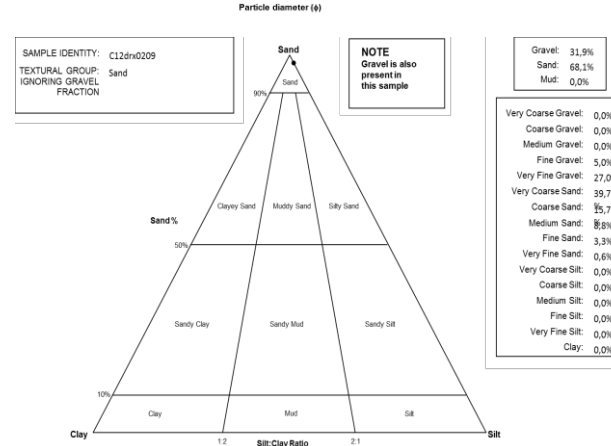 Particle diameter (ϕ)
SAMPLE IDENTITY: C12drx0209
TEXTURAL GROUP: Sand
IGNORING GRAVEL
FRACTION
NOTE
Gravel is also
present in
this sample
Gravel: 31,9%
Sand: 68,1%
Mud: 0,0%
Sand
90%
Sand
Clayey Sand
Muddy Sand
Silty Sand
Sand %
50%
Sandy Clay
Sandy Mud
Sandy Silt
10%
Clay
Clay
Mud
Silt
Silt
1:2
Silt:Clay Ratio
2:1
Very Coarse Gravel: 0,0%
Coarse Gravel: 0,0%
Medium Gravel: 0,0%
Fine Gravel: 5,0%
Very Fine Gravel: 27,0
Very Coarse Sand: 39,7
Coarse Sand: 15,7
%
Medium Sand: 8,8%
Fine Sand: 3,3%
Very Fine Sand: 0,6%
Very Coarse Silt: 0,0%
Coarse Silt: 0,0%
Medium Silt: 0,0%
Fine Silt: 0,0%
Very Fine Silt: 0,0%
Clay: 0,0%